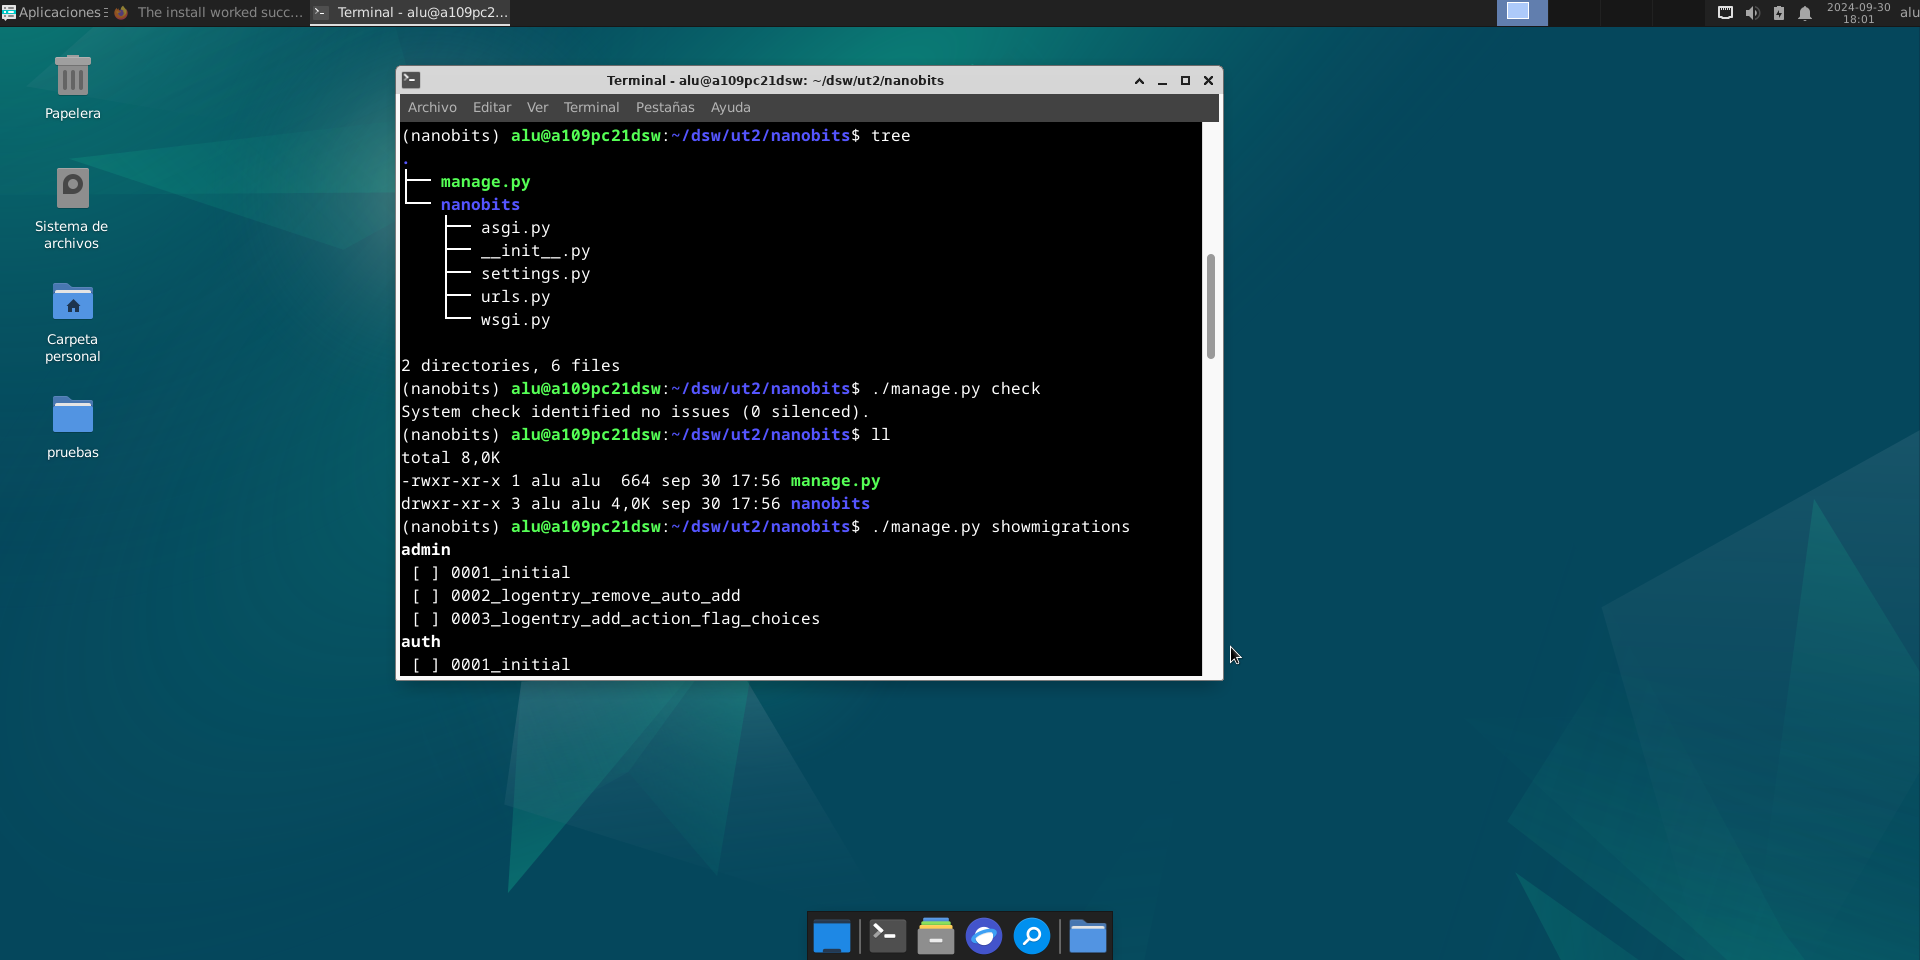 Aplicaciones
The install worked succ...
Terminal - alu@a109pc2...
2024-09-30
18:01
alu
Papelera
Sistema de
archivos
Carpeta
personal
pruebas
Terminal - alu@a109pc21dsw: ~/dsw/ut2/nanobits
Archivo Editar Ver Terminal Pestañas Ayuda
(nanobits) alu@a109pc21dsw:~/dsw/ut2/nanobits$ tree
.
├── manage.py
└── nanobits
    ├── asgi.py
    ├── __init__.py
    ├── settings.py
    ├── urls.py
    └── wsgi.py
2 directories, 6 files
(nanobits) alu@a109pc21dsw:~/dsw/ut2/nanobits$ ./manage.py check
System check identified no issues (0 silenced).
(nanobits) alu@a109pc21dsw:~/dsw/ut2/nanobits$ ll
total 8,0K
-rwxr-xr-x 1 alu alu  664 sep 30 17:56 manage.py
drwxr-xr-x 3 alu alu 4,0K sep 30 17:56 nanobits
(nanobits) alu@a109pc21dsw:~/dsw/ut2/nanobits$ ./manage.py showmigrations
admin
 [ ] 0001_initial
 [ ] 0002_logentry_remove_auto_add
 [ ] 0003_logentry_add_action_flag_choices
auth
 [ ] 0001_initial